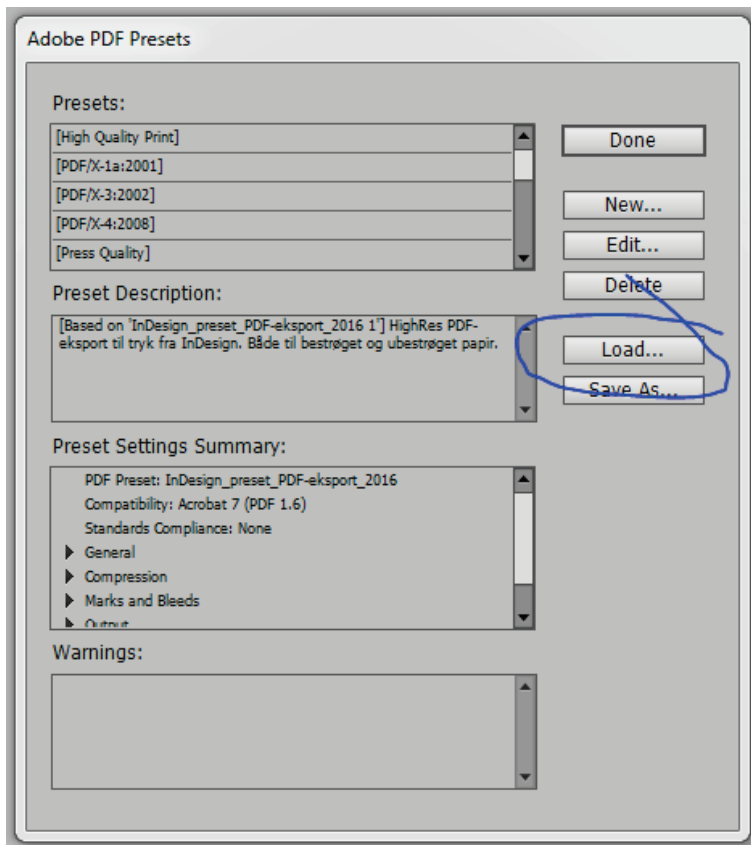 Adobe PDF Presets
Presets:
[High Quality Print]
[PDF/X-1a:2001]
[PDF/X-3:2002]
[PDF/X-4:2008]
[Press Quality]
Done
New...
Edit...
Delete
Load...
Save As...
Preset Description:
[Based on 'InDesign_preset_PDF-eksport_2016 1'] HighRes PDF-
eksport til tryk fra InDesign. Både til bestrøget og ubestrøget papir.
Preset Settings Summary:
PDF Preset: InDesign_preset_PDF-eksport_2016
Compatibility: Acrobat 7 (PDF 1.6)
Standards Compliance: None
General
Compression
Marks and Bleeds
Output
Warnings: